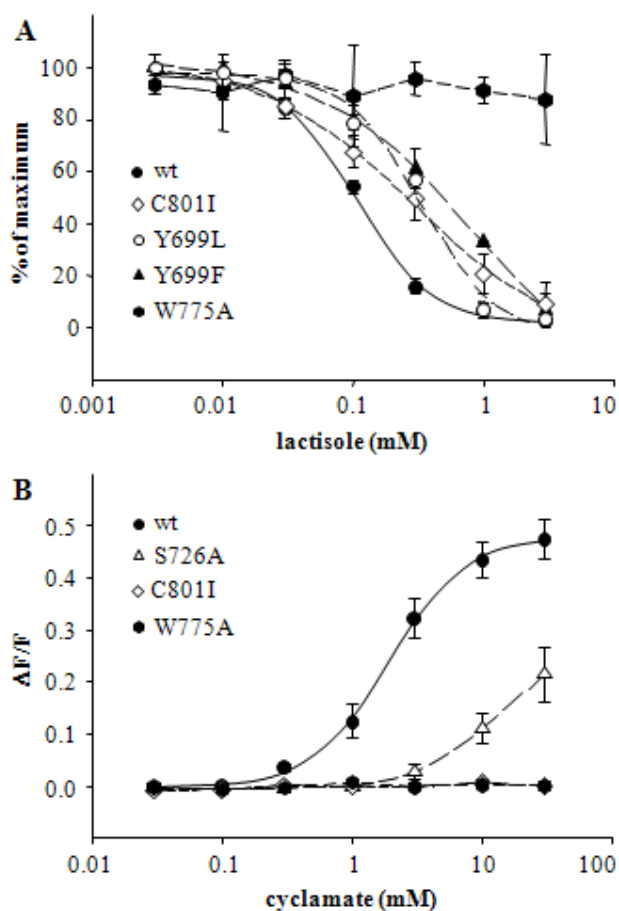 A
100
80
60
40
20
0
% of maximum
wt
C801I
Y699L
Y699F
W775A
0.001
0.01
0.1
1
10
lactisole (mM)
B
0.5
0.4
0.3
0.2
0.1
0.0
ΔF/F
wt
S726A
C801I
W775A
0.01
0.1
1
10
100
cyclamate (mM)